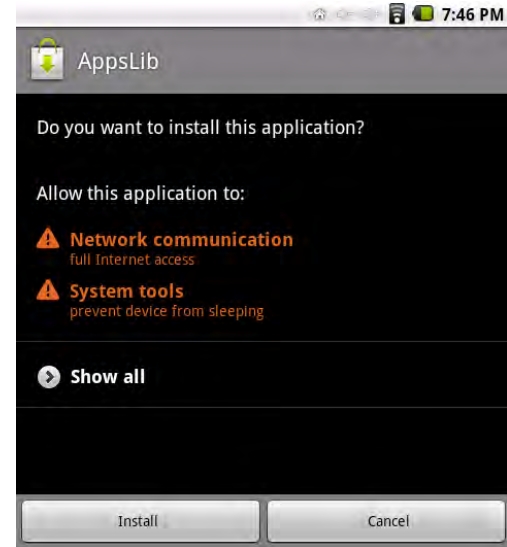 7:46 PM
AppsLib
Do you want to install this application?
Allow this application to:
Network communication
full Internet access
System tools
prevent device from sleeping
Show all
Install
Cancel